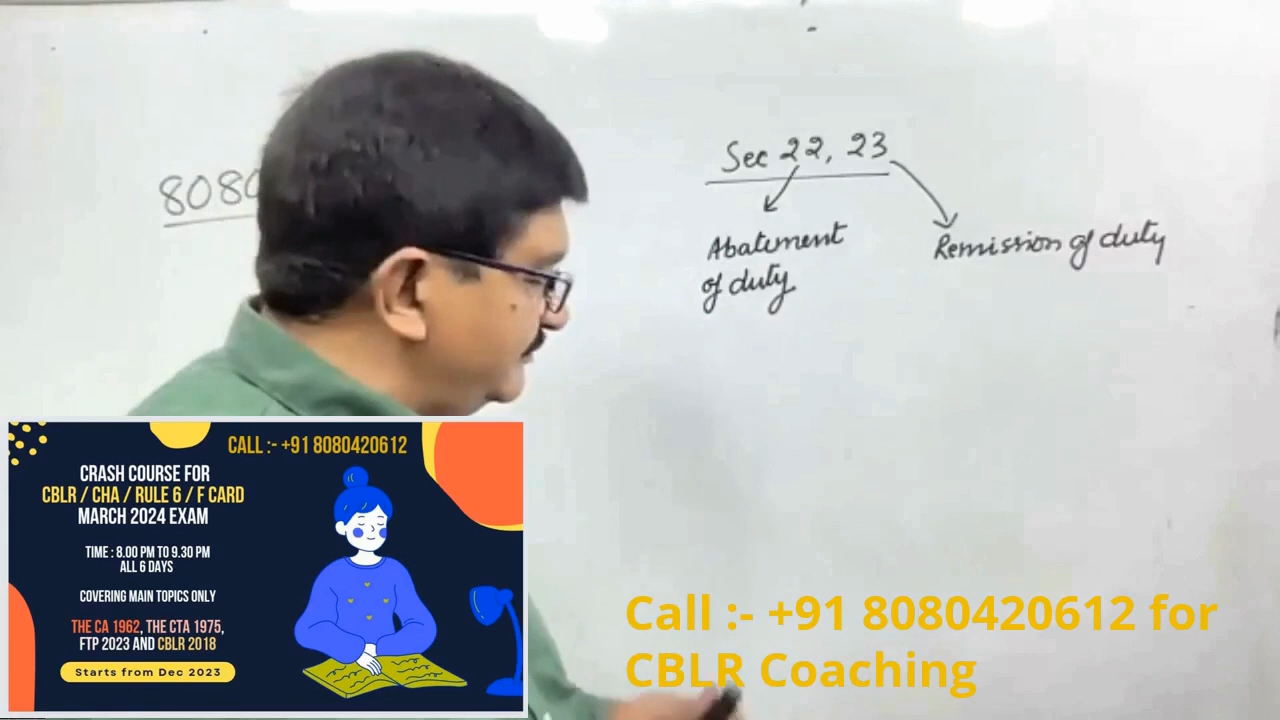 Sec 22, 23
Abatement
of duty
Remission of duty
8080
CALL :- +91 8080420612
CRASH COURSE FOR
CBLR / CHA / RULE 6 / F CARD
MARCH 2024 EXAM
TIME : 8.00 PM TO 9.30 PM
ALL 6 DAYS
COVERING MAIN TOPICS ONLY
THE CA 1962, THE CTA 1975,
FTP 2023 AND CBLR 2018
Starts from Dec 2023
Call :- +91 8080420612 for
CBLR Coaching